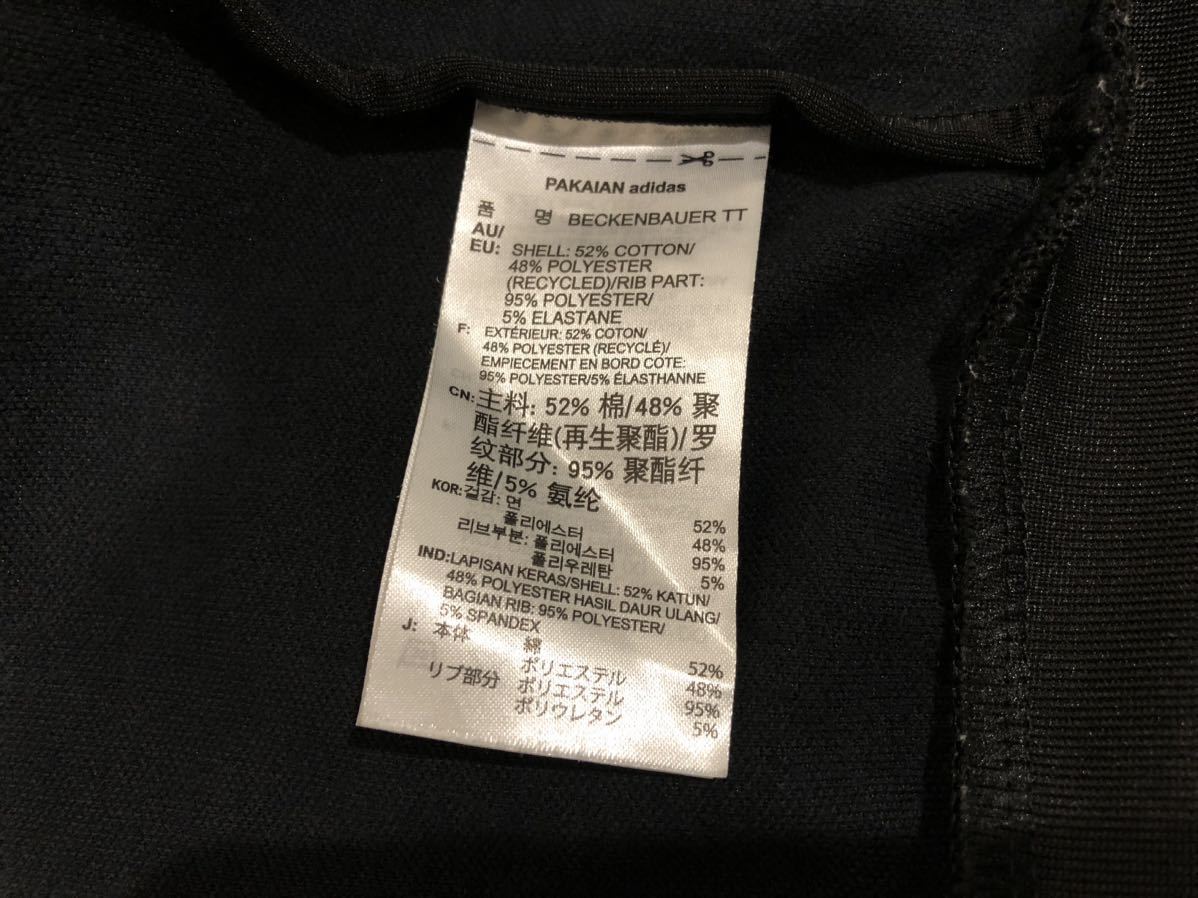 PAKAIAN adidas
품 명 BECKENBAUER TT
AU/
EU: SHELL: 52% COTTON/
48% POLYESTER
(RECYCLED)/RIB PART:
95% POLYESTER/
5% ELASTANE
F: EXTÉRIEUR: 52% COTON/
48% POLYESTER (RECYCLÉ)/
EMPIECEMENT EN BORD COTE:
95% POLYESTER/5% ÉLASTHANNE
CN: 主料: 52% 棉/48% 聚
酯纤维(再生聚酯)/罗
纹部分: 95% 聚酯纤
维/5% 氨纶
KOR: 겉감: 면 52%
폴리에스터 48%
리브부분: 폴리에스터 95%
폴리우레탄 5%
IND:LAPISAN KERAS/SHELL: 52% KATUN/
48% POLYESTER HASIL DAUR ULANG/
BAGIAN RIB: 95% POLYESTER/
5% SPANDEX
J: 本体 綿 52%
ポリエステル 48%
リブ部分 ポリエステル 95%
ポリウレタン 5%